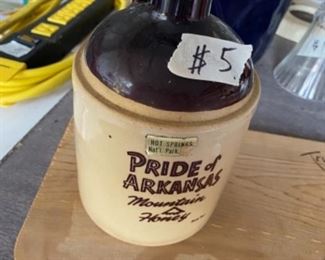 $5.
HOT SPRINGS
Nat'l Park
PRIDE of
ARKANSAS
Mountain
Honey